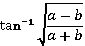 tan⁻¹ √((a − b)/(a + b))